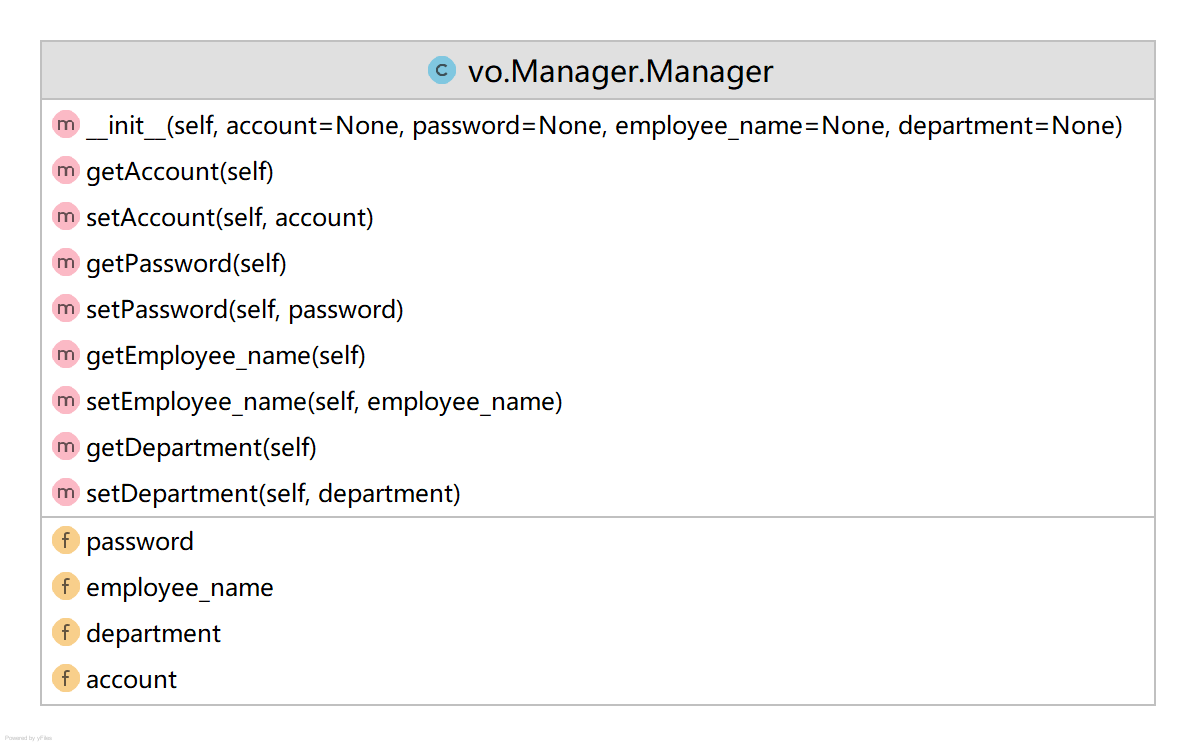 C vo.Manager.Manager
m __init__(self, account=None, password=None, employee_name=None, department=None)
m getAccount(self)
m setAccount(self, account)
m getPassword(self)
m setPassword(self, password)
m getEmployee_name(self)
m setEmployee_name(self, employee_name)
m getDepartment(self)
m setDepartment(self, department)
f password
f employee_name
f department
f account
Powered by yFiles